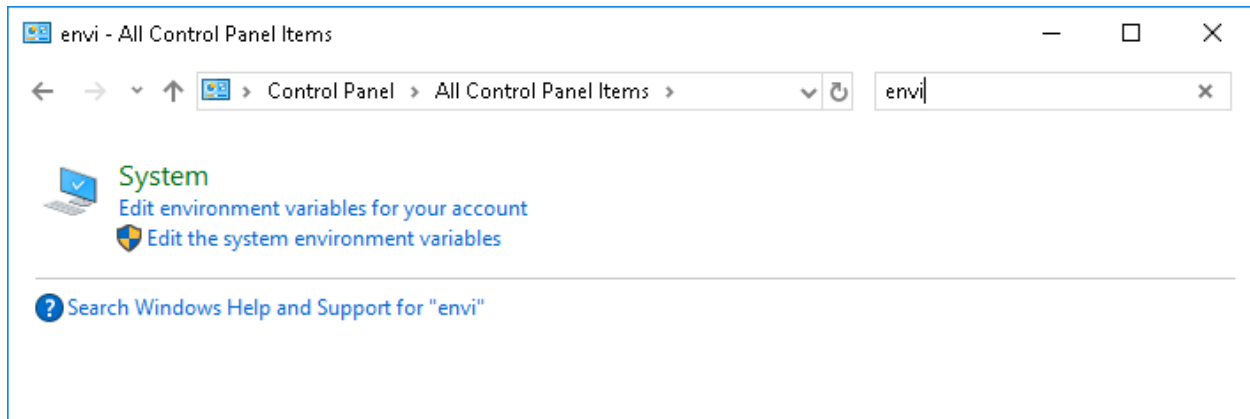 envi - All Control Panel Items
Control Panel > All Control Panel Items >
envi
System
Edit environment variables for your account
Edit the system environment variables
Search Windows Help and Support for "envi"